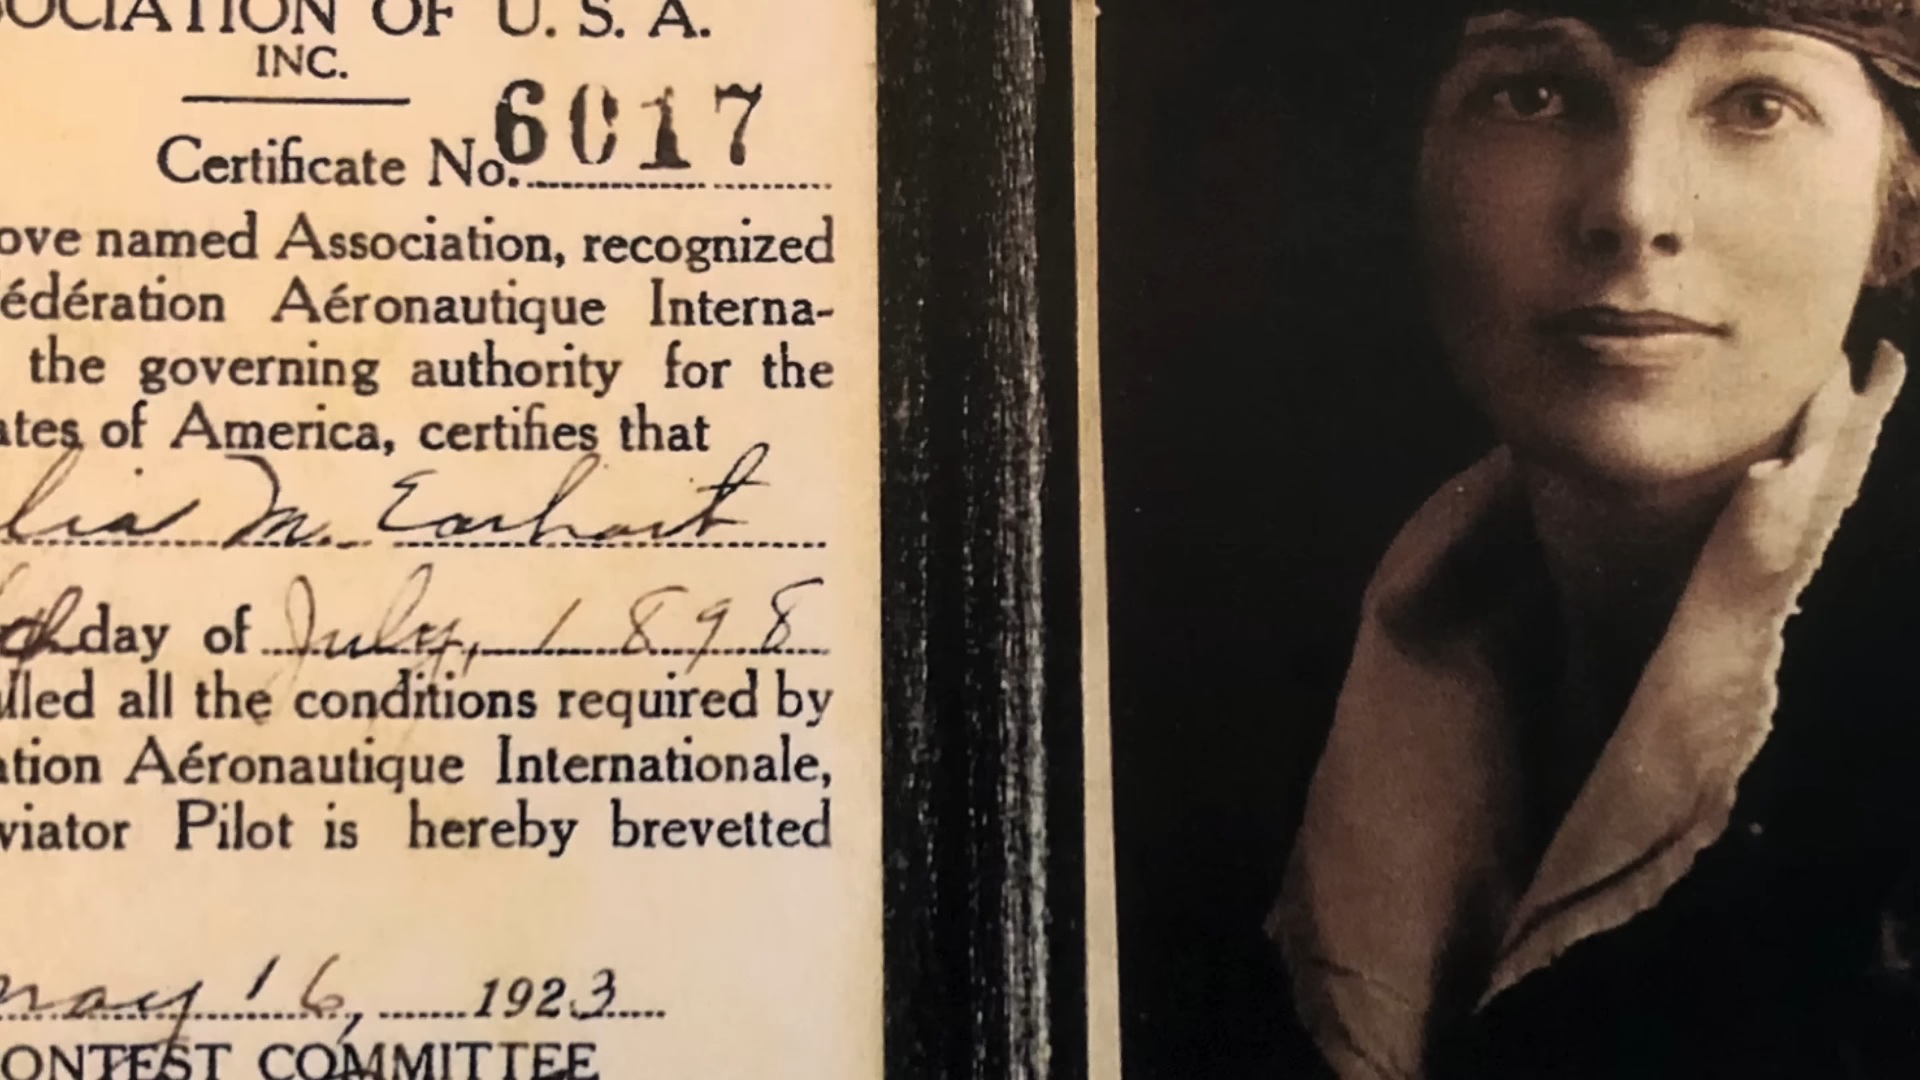 OCIATION OF U. S. A.
INC.
Certificate No. 6017
ove named Association, recognized
édération Aéronautique Interna-
the governing authority for the
ates of America, certifies that
lia M. Earhart
day of July, 1898
lled all the conditions required by
ation Aéronautique Internationale,
viator Pilot is hereby brevetted
May 16, 1923
ONTEST COMMITTEE